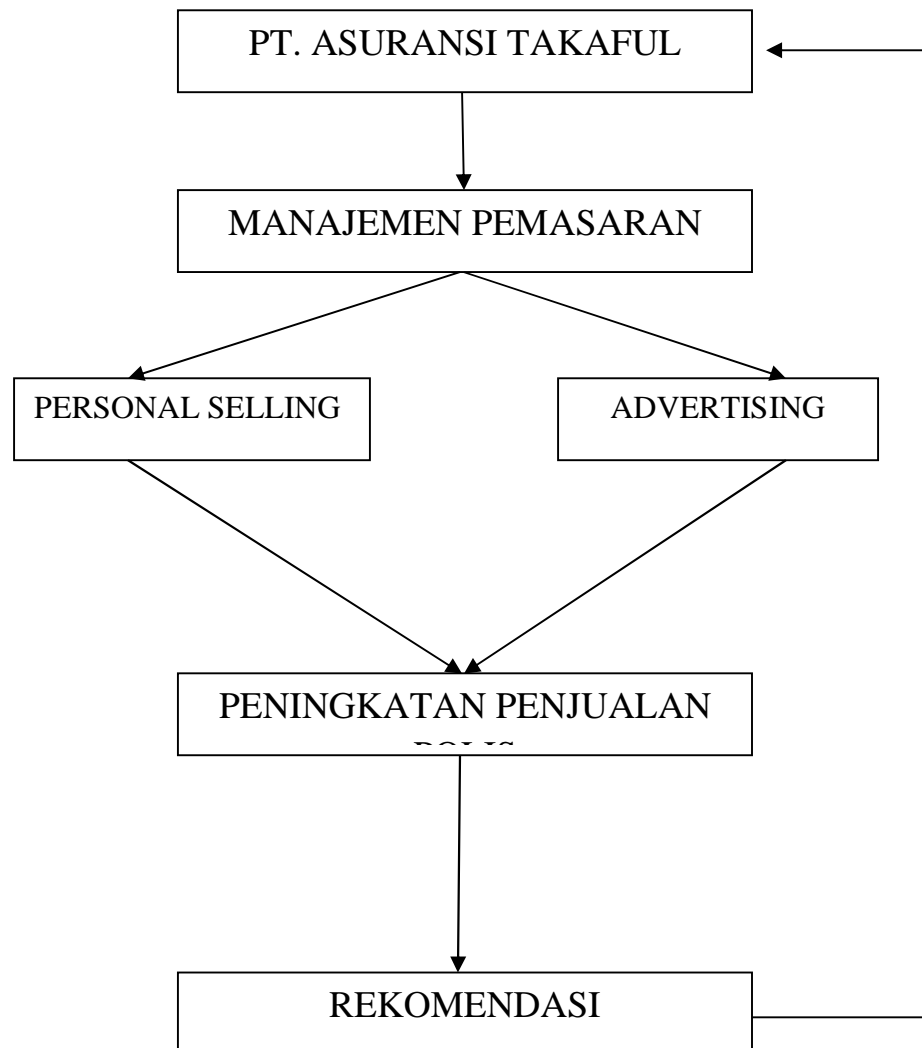 PT. ASURANSI TAKAFUL
MANAJEMEN PEMASARAN
PERSONAL SELLING
ADVERTISING
PENINGKATAN PENJUALAN
REKOMENDASI